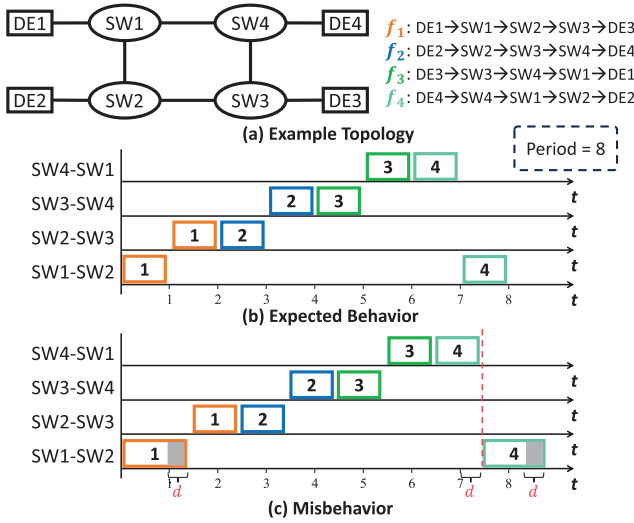 DE1 SW1 SW4 DE4
DE2 SW2 SW3 DE3
f1: DE1→SW1→SW2→SW3→DE3
f2: DE2→SW2→SW3→SW4→DE4
f3: DE3→SW3→SW4→SW1→DE1
f4: DE4→SW4→SW1→SW2→DE2
(a) Example Topology
Period = 8
SW4-SW1 3 4 t
SW3-SW4 2 3 t
SW2-SW3 1 2 t
SW1-SW2 1 4
1 2 3 4 5 6 7 8 t
(b) Expected Behavior
SW4-SW1 3 4 t
SW3-SW4 2 3 t
SW2-SW3 1 2 t
SW1-SW2 1 4
1 2 3 4 5 6 7 8 t
d d d
(c) Misbehavior